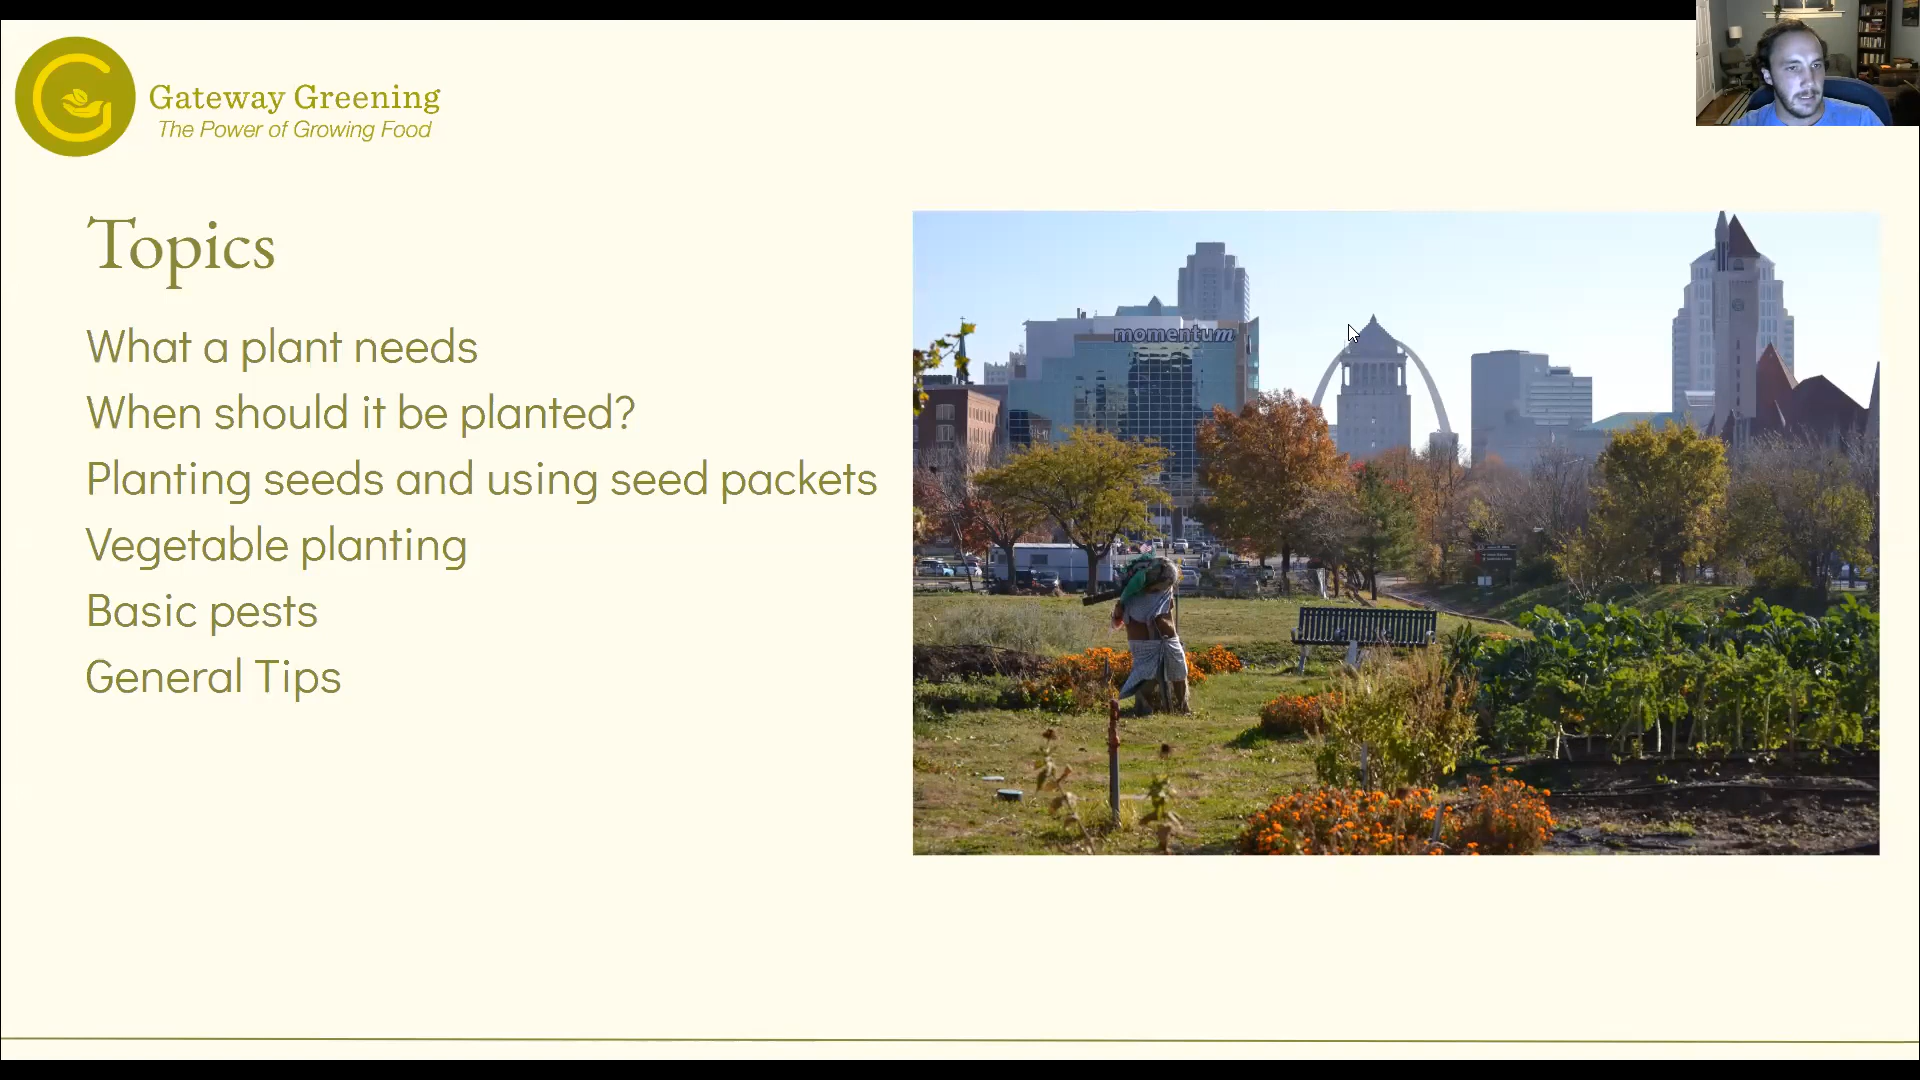 Gateway Greening
The Power of Growing Food
Topics
What a plant needs
When should it be planted?
Planting seeds and using seed packets
Vegetable planting
Basic pests
General Tips
momentum